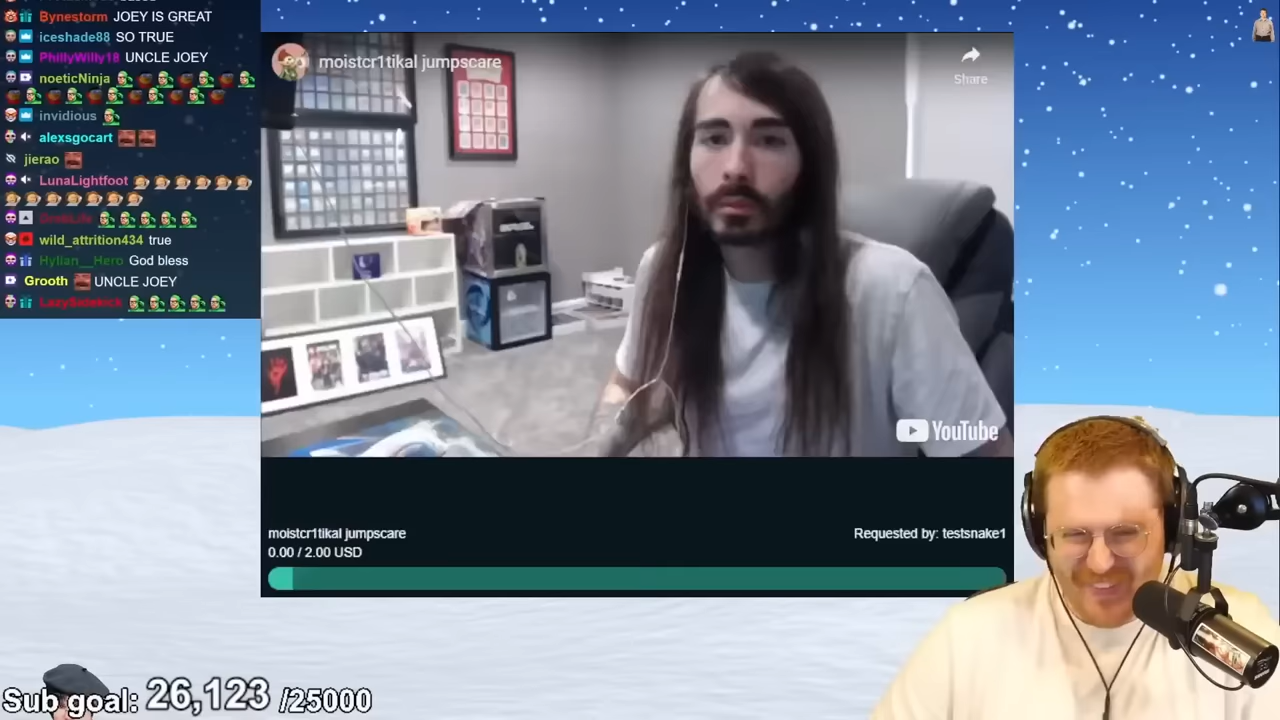 Bynestorm JOEY IS GREAT
iceshade88 SO TRUE
PhillyWilly18 UNCLE JOEY
noeticNinja
invidious
alexsgocart
jierao
LunaLightfoot
wild_attrition434 true
Hylian__Hero God bless
Grooth UNCLE JOEY
LazySidekick
moistcr1tikal jumpscare
Share
YouTube
moistcr1tikal jumpscare
Requested by: testsnake1
0.00 / 2.00 USD
Sub goal: 26,123 /25000